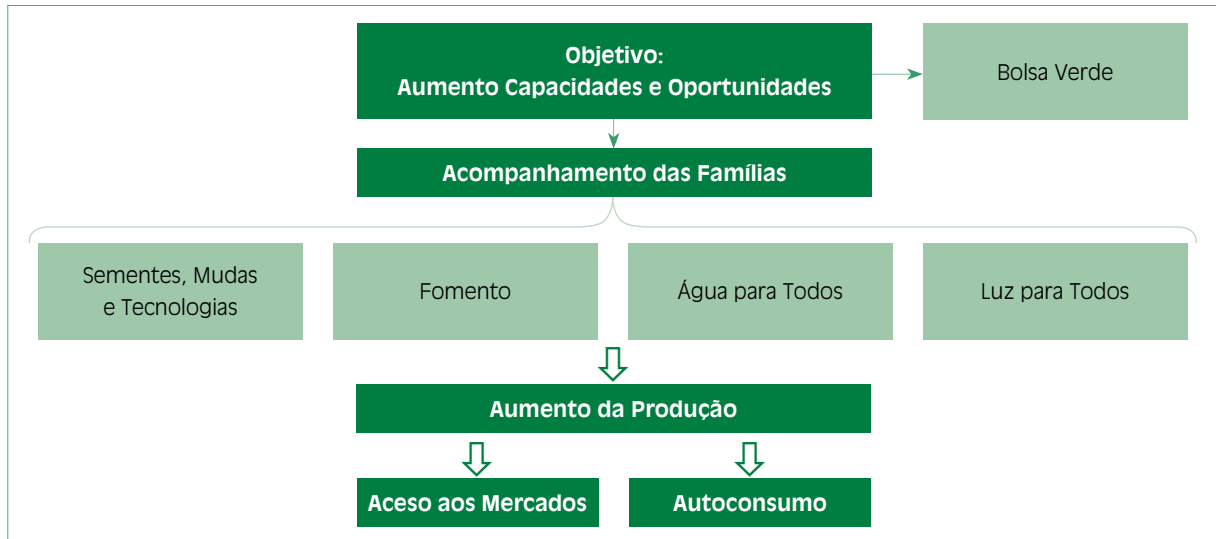 Objetivo:
Aumento Capacidades e Oportunidades
Bolsa Verde
Acompanhamento das Famílias
Sementes, Mudas
e Tecnologias
Fomento
Água para Todos
Luz para Todos
Aumento da Produção
Aceso aos Mercados
Autoconsumo